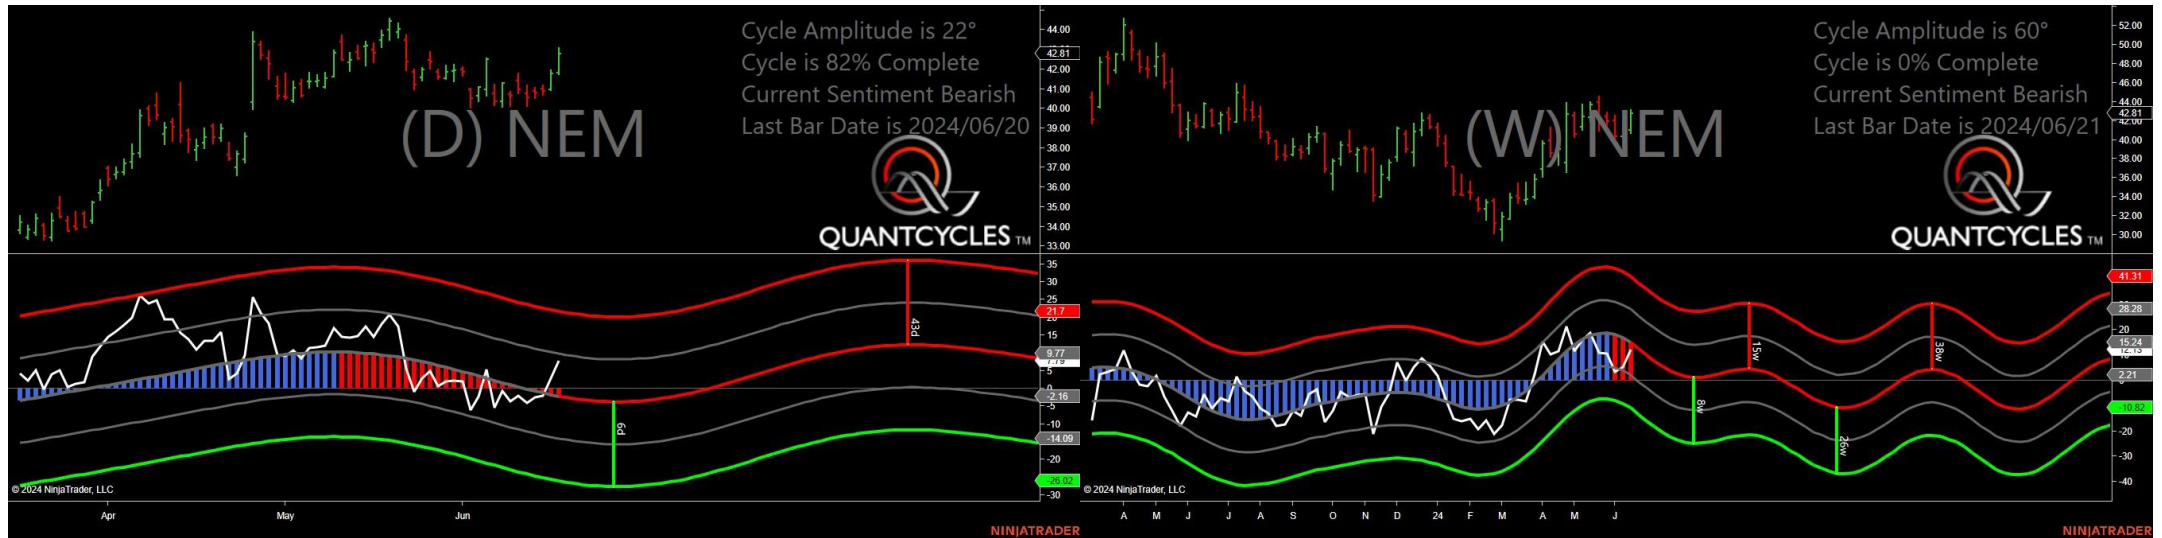 Cycle Amplitude is 22°
Cycle is 82% Complete
Current Sentiment Bearish
Last Bar Date is 2024/06/20
(D) NEM
QUANTCYCLES TM
44.00
42.81
42.00
41.00
40.00
39.00
38.00
37.00
36.00
35.00
34.00
33.00
35
30
25
21.7
15
9.77
7.79
5
0
-2.16
-5
-10
-14.09
-20
-26.02
-30
43d
6d
© 2024 NinjaTrader, LLC
Apr
May
Jun
NINJATRADER
Cycle Amplitude is 60°
Cycle is 0% Complete
Current Sentiment Bearish
Last Bar Date is 2024/06/21
(W) NEM
QUANTCYCLES TM
52.00
50.00
48.00
46.00
44.00
42.81
42.00
40.00
38.00
36.00
34.00
32.00
30.00
41.31
28.28
20
15.24
12.13
2.21
-10.82
-20
-30
-40
15w
38w
8w
26w
© 2024 NinjaTrader, LLC
A M J J A S O N D 24 F M A M J
NINJATRADER